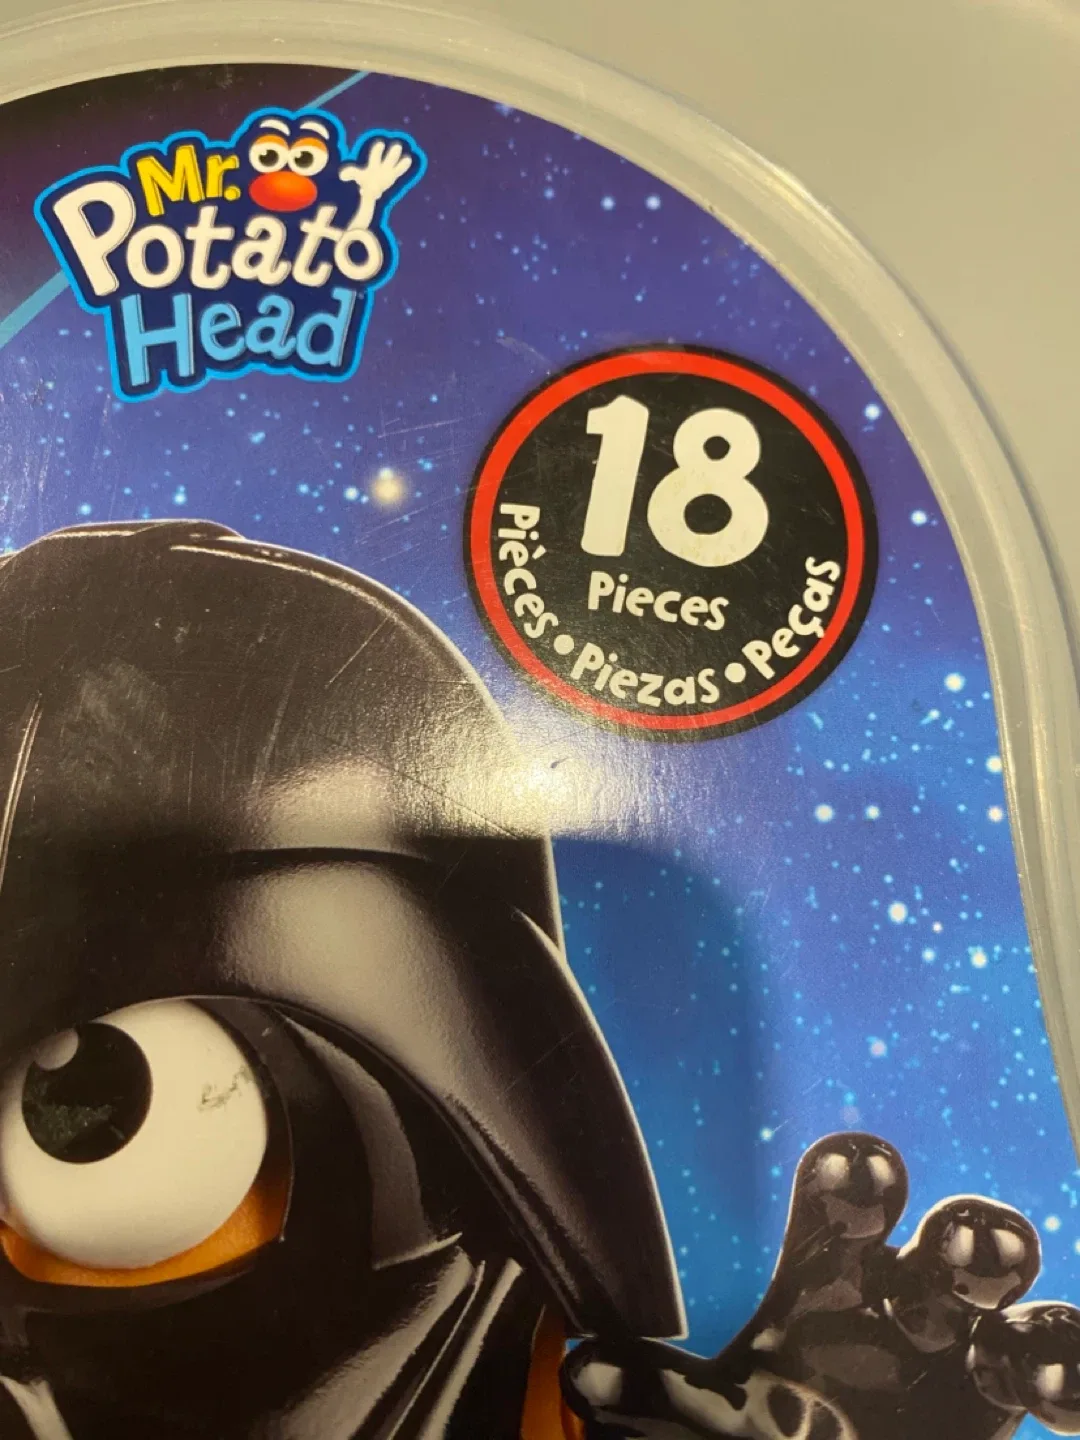 Mr.
Potato
Head
18
Pieces
Pièces • Piezas • Peças